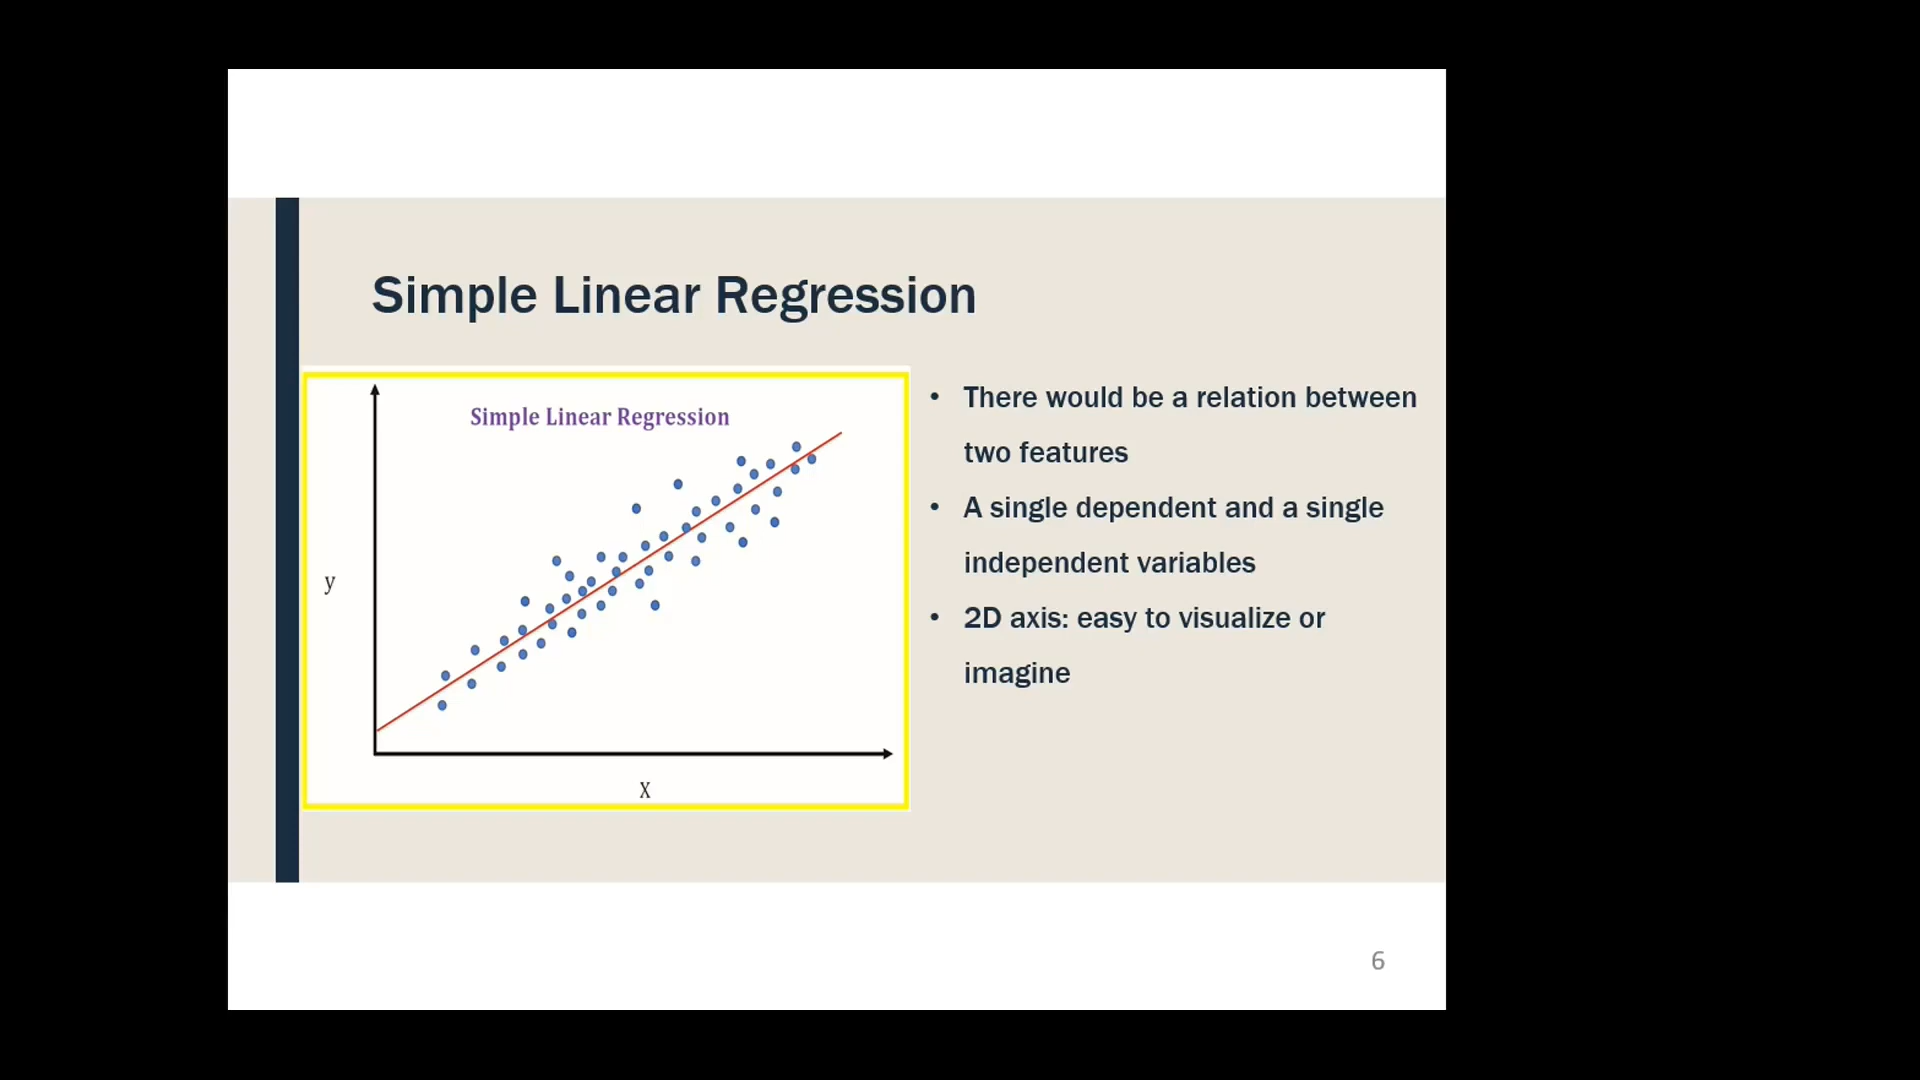 Simple Linear Regression
Simple Linear Regression
y
X
• There would be a relation between
two features
• A single dependent and a single
independent variables
• 2D axis: easy to visualize or
imagine
6